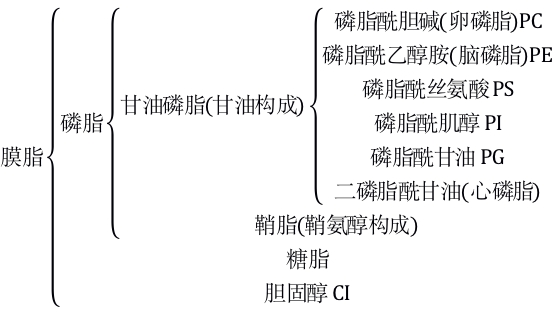 磷脂酰胆碱(卵磷脂)PC
磷脂酰乙醇胺(脑磷脂)PE
磷脂酰丝氨酸 PS
甘油磷脂(甘油构成)
磷脂
磷脂酰肌醇 PI
膜脂
磷脂酰甘油 PG
二磷脂酰甘油(心磷脂)
鞘脂(鞘氨醇构成)
糖脂
胆固醇 CI